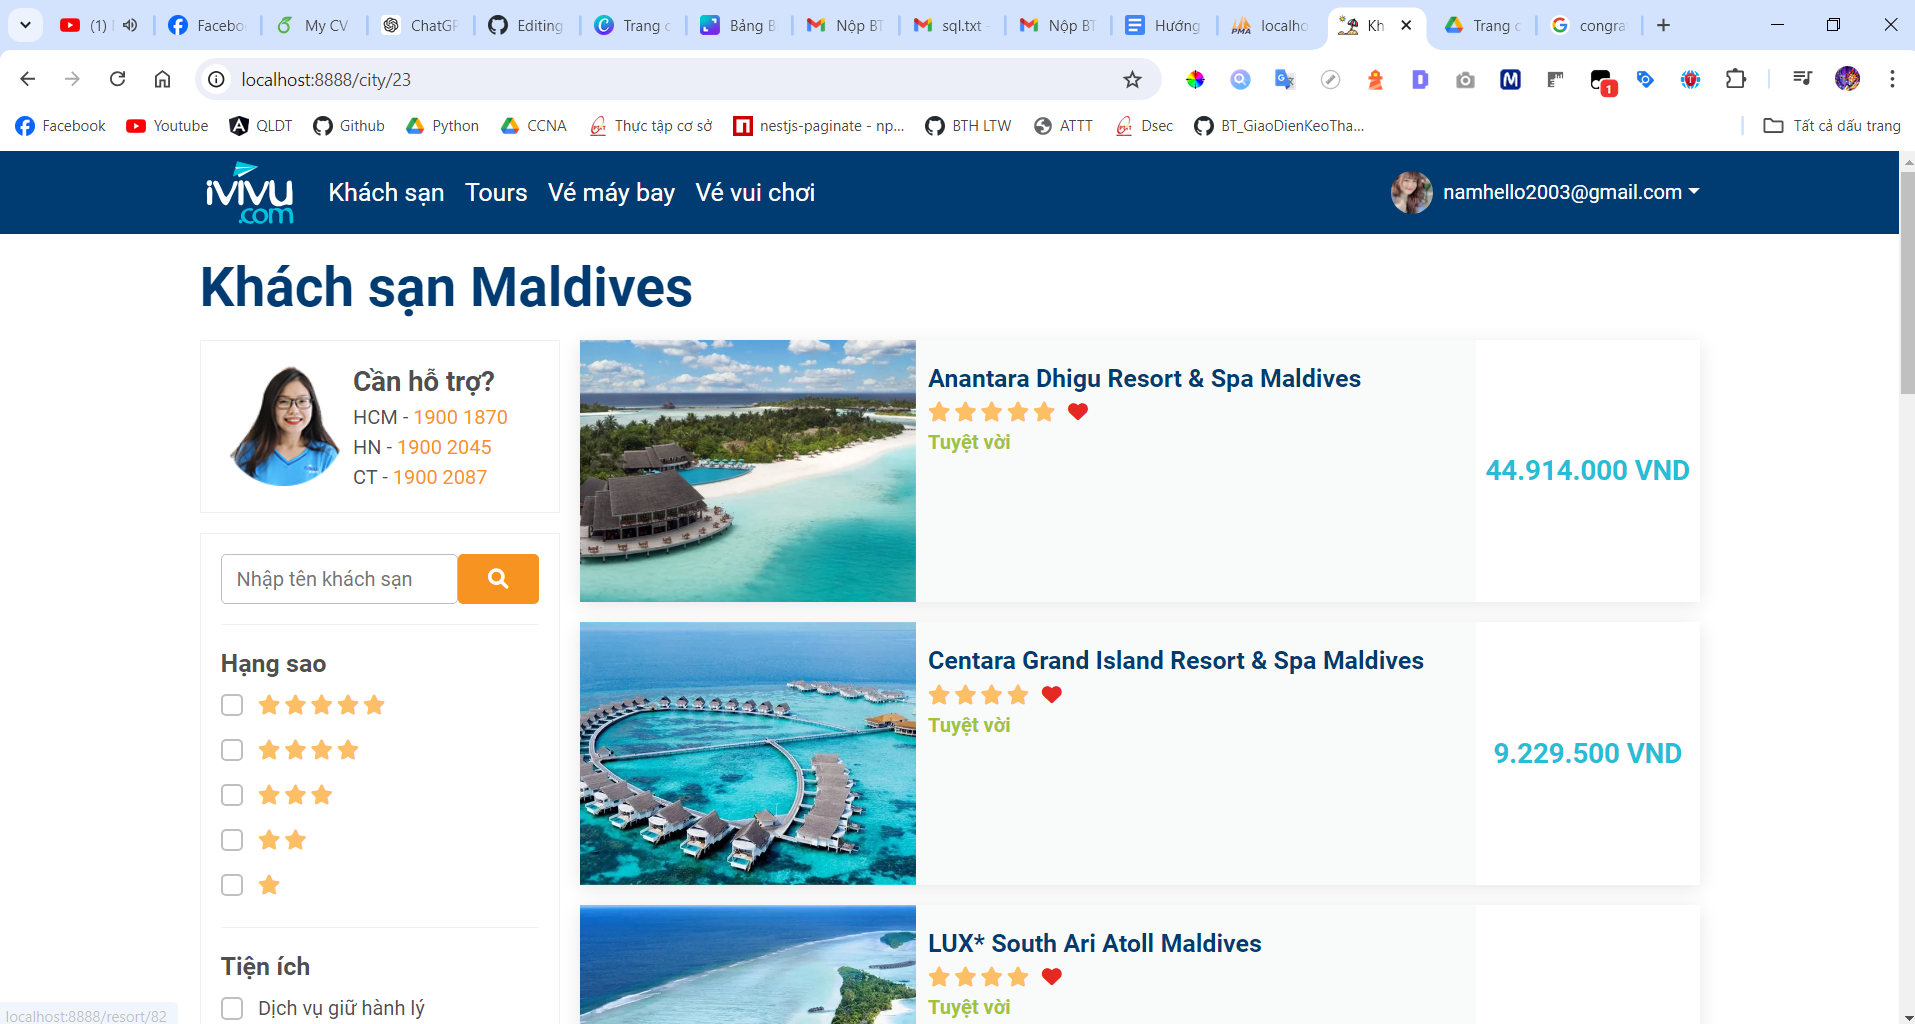 (1)
Facebo
My CV
ChatGP
Editing
Trang c
Bảng B
Nộp BT
sql.txt -
Nộp BT
Hướng
localho
Kh
Trang c
congra
localhost:8888/city/23
1
Facebook
Youtube
QLDT
Github
Python
CCNA
Thực tập cơ sở
nestjs-paginate - np...
BTH LTW
ATTT
Dsec
BT_GiaoDienKeoTha...
Tất cả dấu trang
iVIVU
.com
Khách sạn
Tours
Vé máy bay
Vé vui chơi
namhello2003@gmail.com
Khách sạn Maldives
Cần hỗ trợ?
HCM - 1900 1870
HN - 1900 2045
CT - 1900 2087
Nhập tên khách sạn
Hạng sao
Tiện ích
Dịch vụ giữ hành lý
Anantara Dhigu Resort & Spa Maldives
Tuyệt vời
44.914.000 VND
Centara Grand Island Resort & Spa Maldives
Tuyệt vời
9.229.500 VND
LUX* South Ari Atoll Maldives
Tuyệt vời
localhost:8888/resort/82